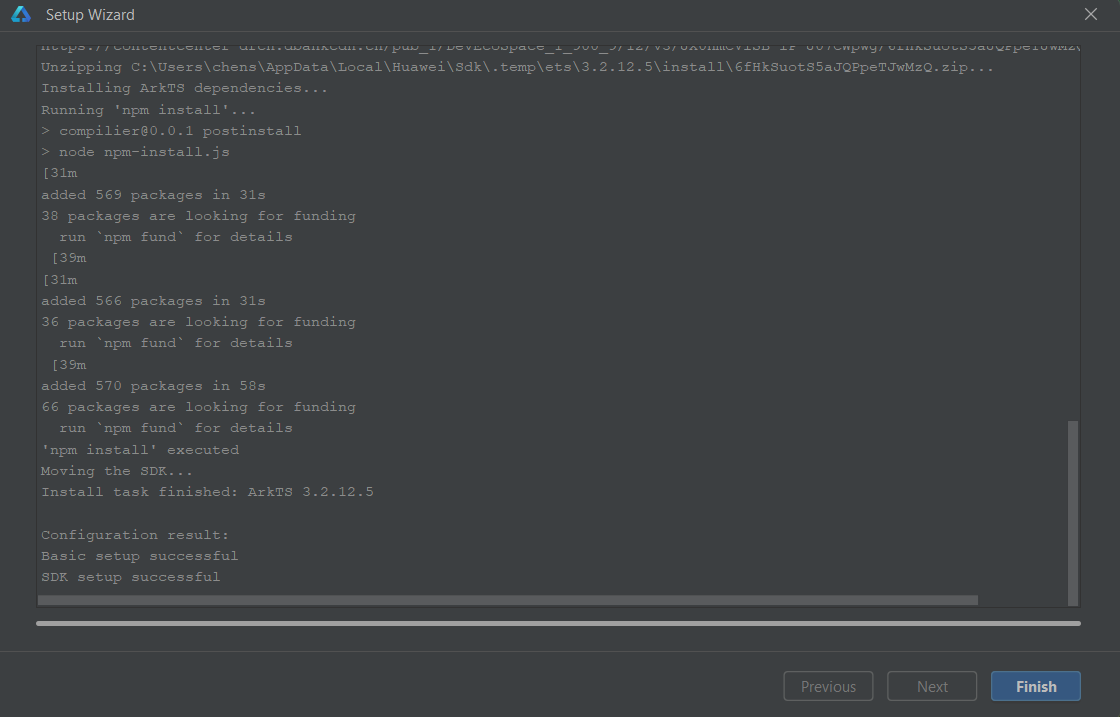 Setup Wizard
Unzipping C:\Users\chens\AppData\Local\Huawei\Sdk\.temp\ets\3.2.12.5\install\6fHkSuotS5aJQPpeTJwMzQ.zip...
Installing ArkTS dependencies...
Running 'npm install'...
> compilier@0.0.1 postinstall
> node npm-install.js
[31m
added 569 packages in 31s
38 packages are looking for funding
run `npm fund` for details
[39m
[31m
added 566 packages in 31s
36 packages are looking for funding
run `npm fund` for details
[39m
added 570 packages in 58s
66 packages are looking for funding
run `npm fund` for details
'npm install' executed
Moving the SDK...
Install task finished: ArkTS 3.2.12.5
Configuration result:
Basic setup successful
SDK setup successful
Previous
Next
Finish